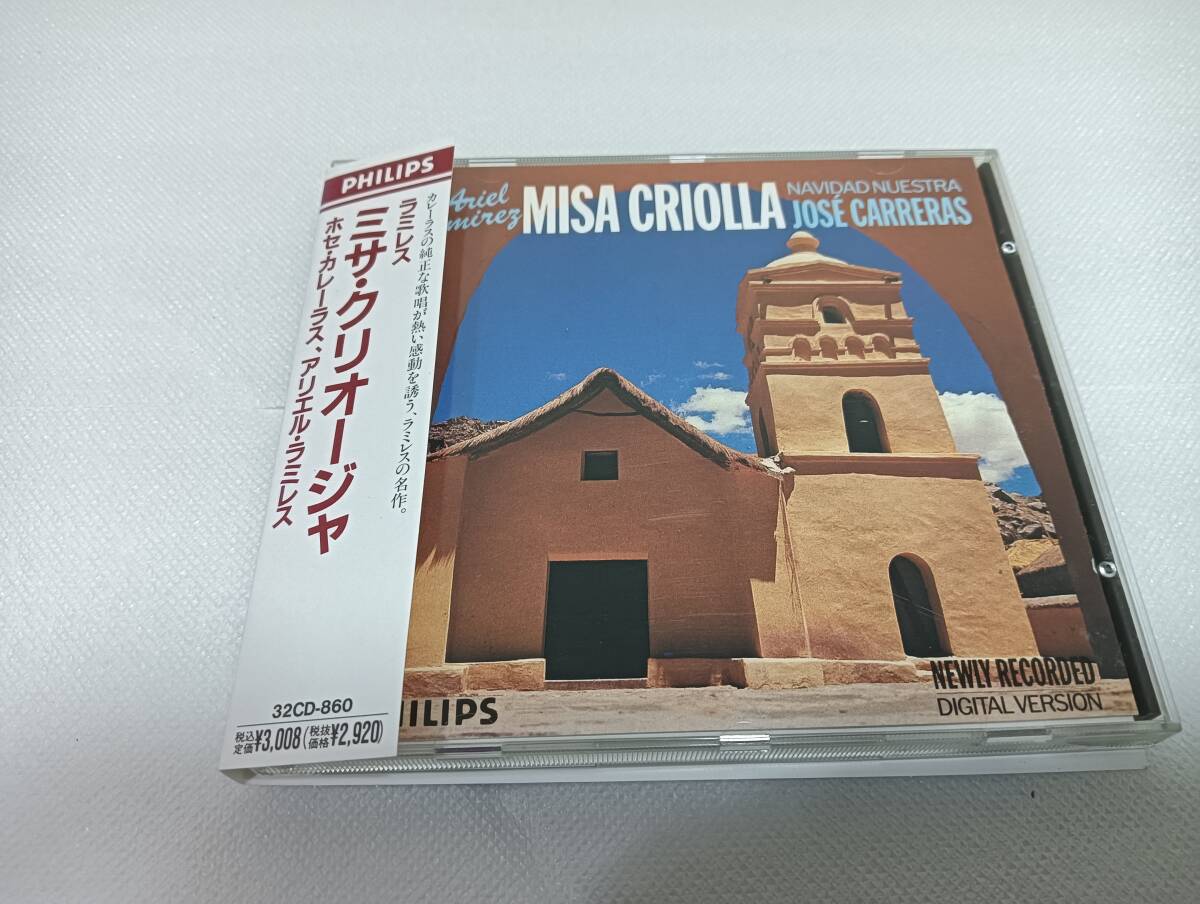 PHILIPS
カレーラスの純正な歌唱が熱い感動を誘う、ラミレスの名作。
ラミレス
ミサ・クリオージャ
ホセ・カレーラス、アリエル・ラミレス
32CD-860
税込定価¥3,008(税抜価格¥2,920)
Ariel
mirez
MISA CRIOLLA
NAVIDAD NUESTRA
JOSÉ CARRERAS
NEWLY RECORDED
DIGITAL VERSION
HILIPS